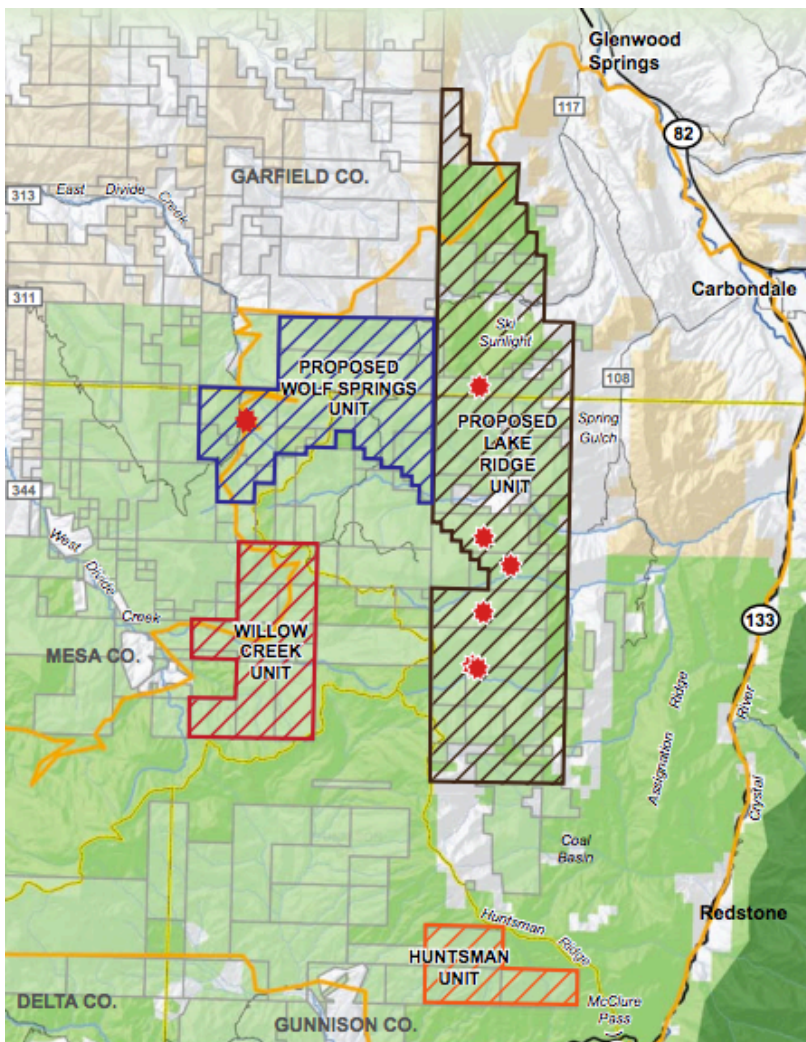 Glenwood
Springs
117
82
GARFIELD CO.
313
East Divide Creek
311
Carbondale
Ski
Sunlight
PROPOSED
WOLF SPRINGS
UNIT
108
PROPOSED
LAKE
RIDGE
UNIT
Spring
Gulch
344
West Divide Creek
WILLOW
CREEK
UNIT
MESA CO.
133
Assignation Ridge
Crystal River
Coal
Basin
Redstone
Huntsman Ridge
HUNTSMAN
UNIT
McClure
Pass
DELTA CO.
GUNNISON CO.